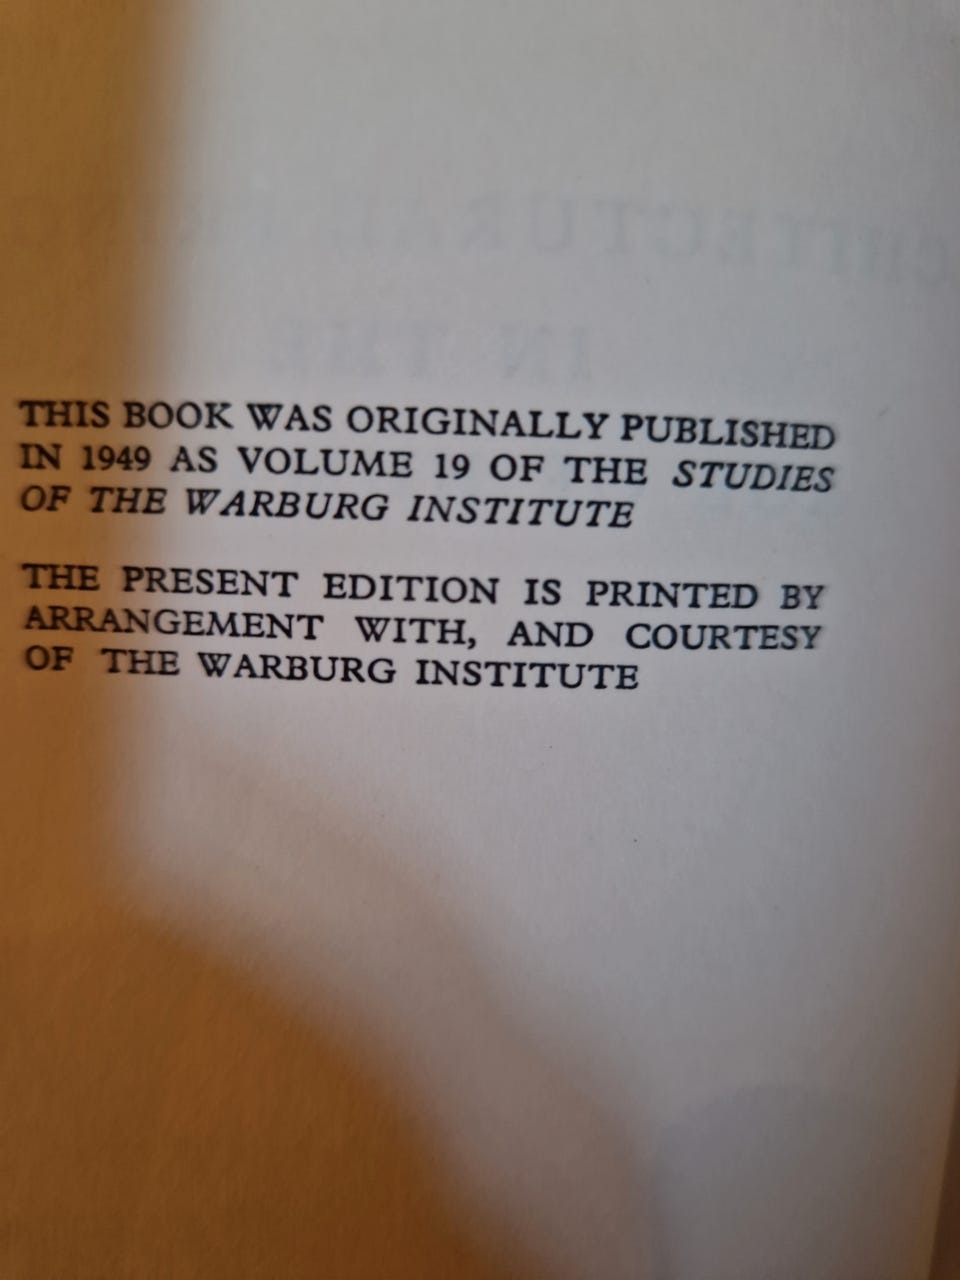 THIS BOOK WAS ORIGINALLY PUBLISHED
IN 1949 AS VOLUME 19 OF THE STUDIES
OF THE WARBURG INSTITUTE
THE PRESENT EDITION IS PRINTED BY
ARRANGEMENT WITH, AND COURTESY
OF THE WARBURG INSTITUTE